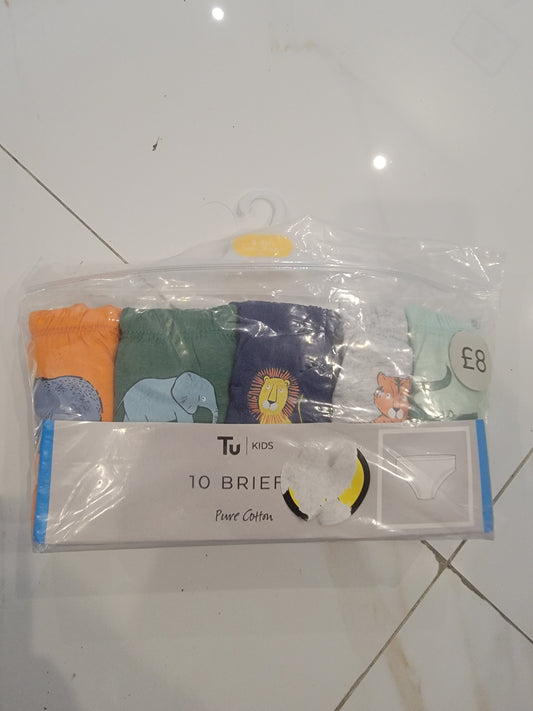 £8
Tu | KIDS
10 BRIEF
Pure Cotton